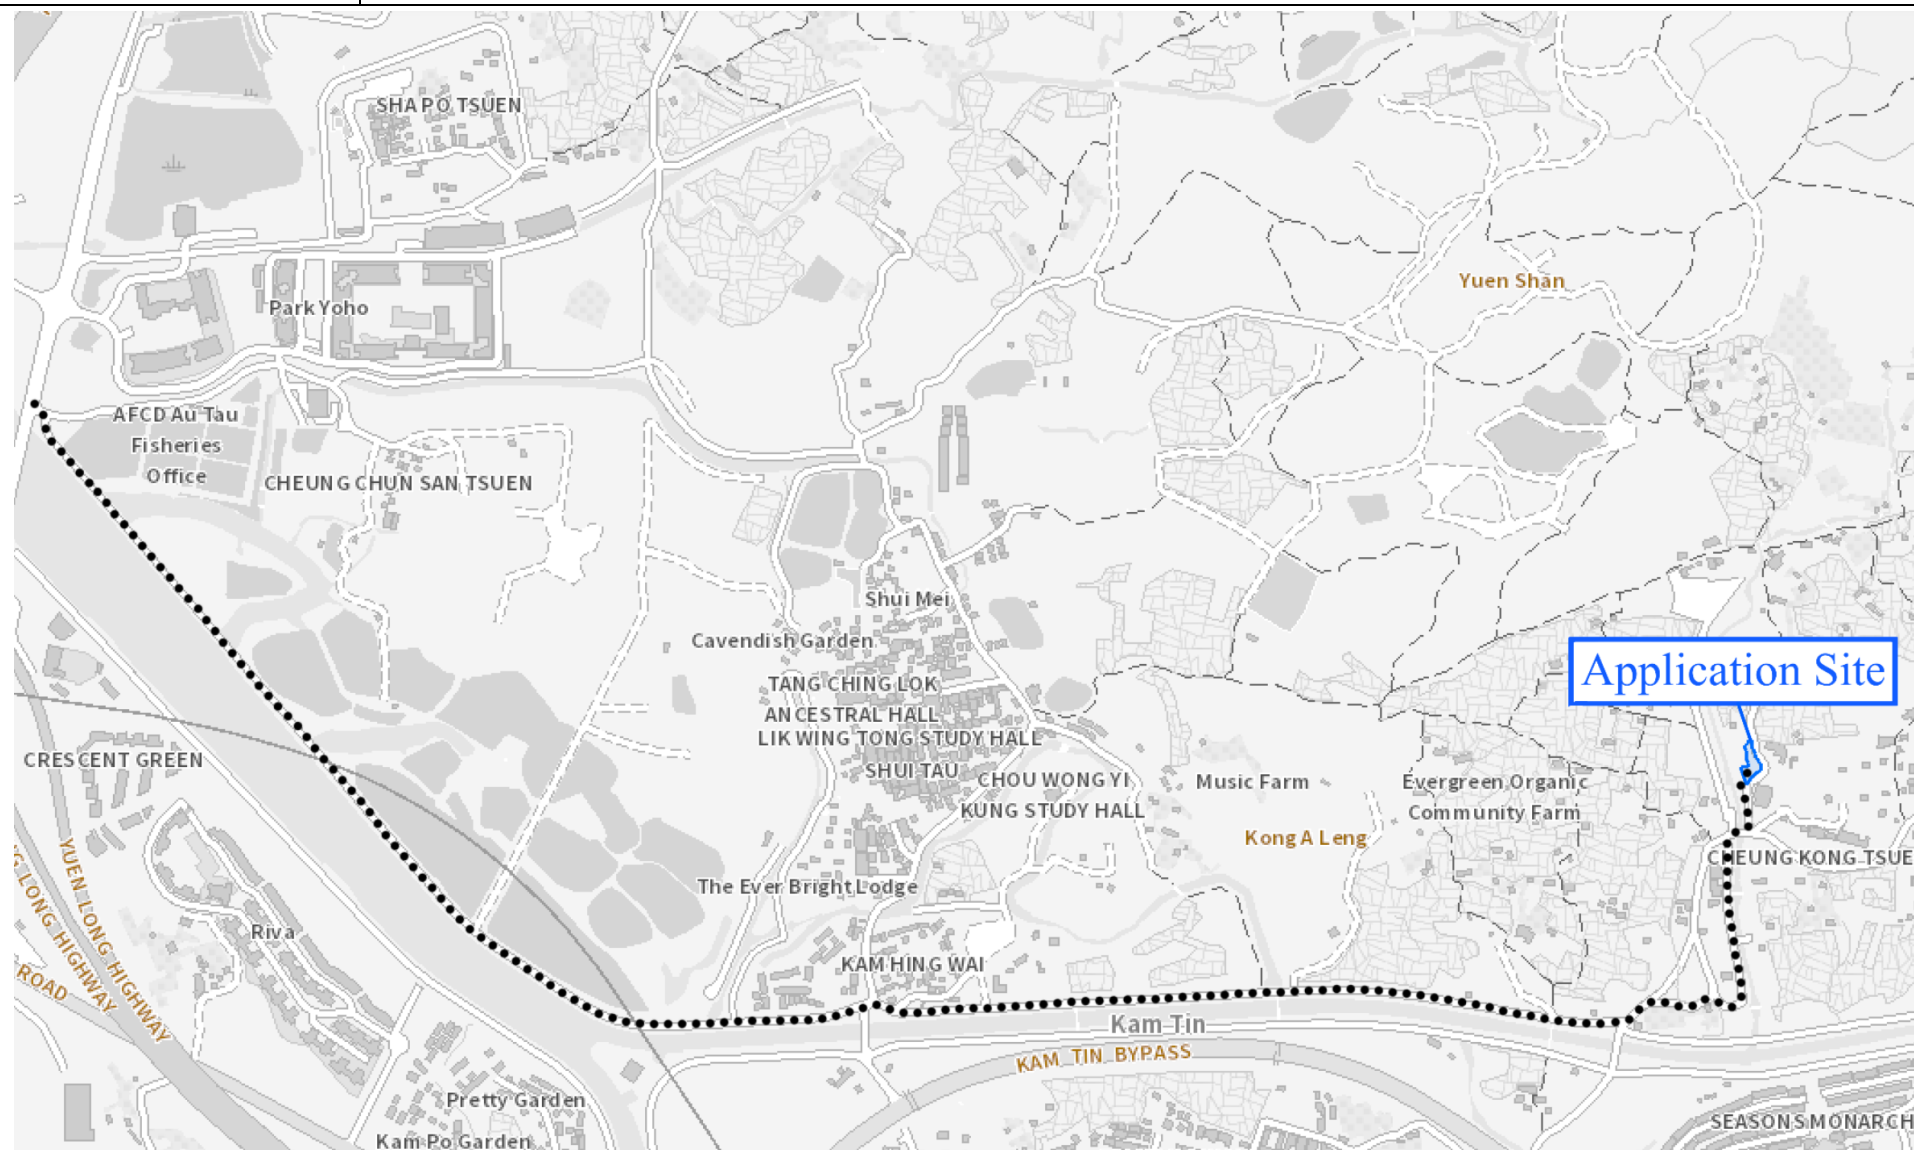 SHA PO TSUEN
Yuen Shan
Park Yoho
AFCD Au Tau
Fisheries
Office
CHEUNG CHUN SAN TSUEN
Shui Mei
Cavendish Garden
Application Site
TANG CHING LOK
ANCESTRAL HALL
LIK WING TONG STUDY HALL
CRESCENT GREEN
SHUI TAU
CHOU WONG YI
KUNG STUDY HALL
Music Farm
Evergreen Organic
Community Farm
Kong A Leng
CHEUNG KONG TSUE
The Ever Bright Lodge
YUEN LONG HIGHWAY
G LONG HIGHWAY
Riva
KAM HING WAI
ROAD
Kam Tin
KAM TIN BYPASS
Pretty Garden
SEASONS MONARCH
Kam Po Garden